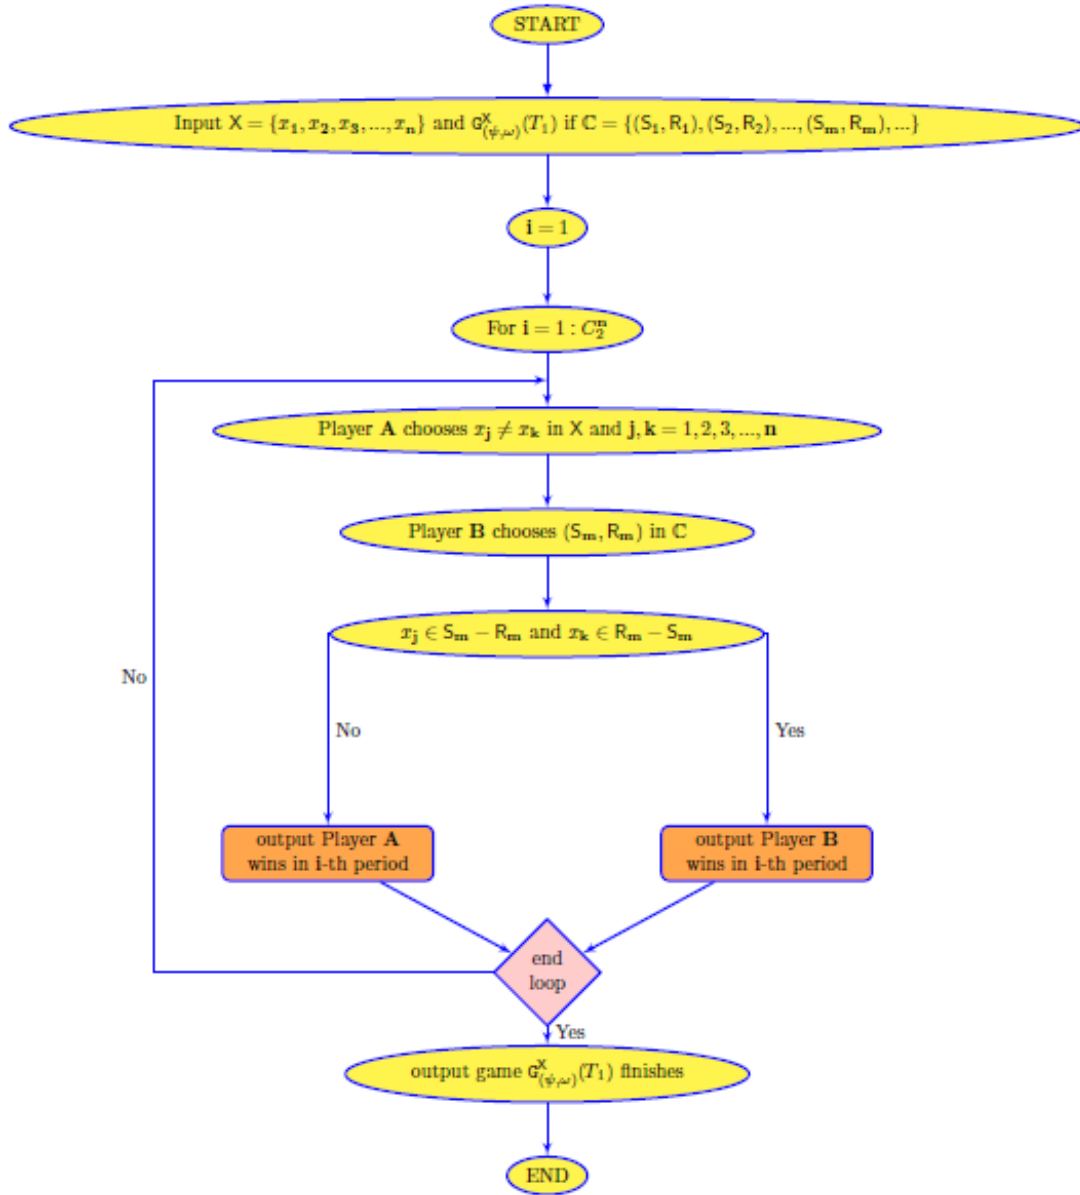 START
Input X = {x₁, x₂, x₃, ..., xₙ} and G^X_(ψ,ω)(T₁) if ℂ = {(S₁, R₁), (S₂, R₂), ..., (Sₘ, Rₘ), ...}
i = 1
For i = 1 : C₂ⁿ
Player A chooses xⱼ ≠ xₖ in X and j, k = 1, 2, 3, ..., n
Player B chooses (Sₘ, Rₘ) in ℂ
xⱼ ∈ Sₘ − Rₘ and xₖ ∈ Rₘ − Sₘ
No
No
Yes
output Player A
wins in i-th period
output Player B
wins in i-th period
end
loop
Yes
output game G^X_(ψ,ω)(T₁) finishes
END